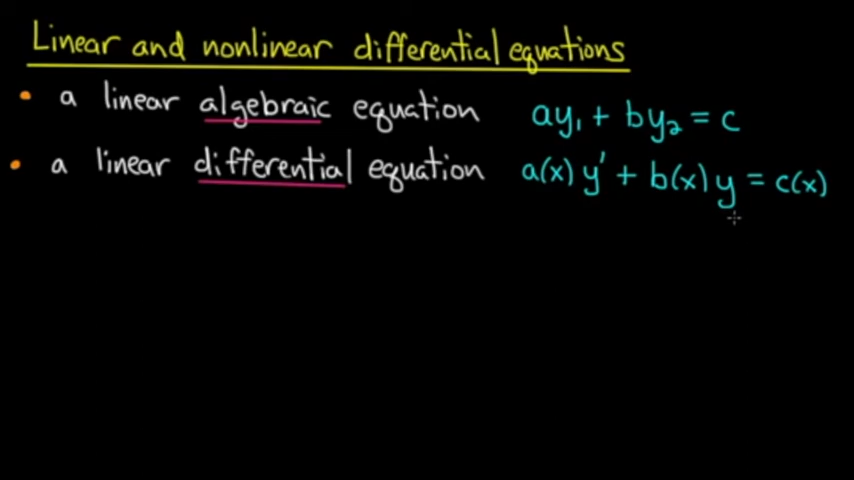 Linear and nonlinear differential equations
• a linear algebraic equation ay₁ + by₂ = c
• a linear differential equation a(x) y' + b(x) y = c(x)